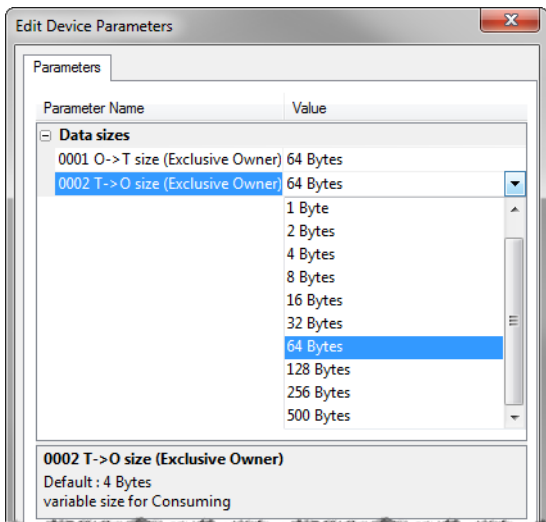 Edit Device Parameters
Parameters
Parameter Name Value
Data sizes
0001 O->T size (Exclusive Owner) 64 Bytes
0002 T->O size (Exclusive Owner) 64 Bytes
1 Byte
2 Bytes
4 Bytes
8 Bytes
16 Bytes
32 Bytes
64 Bytes
128 Bytes
256 Bytes
500 Bytes
0002 T->O size (Exclusive Owner)
Default : 4 Bytes
variable size for Consuming